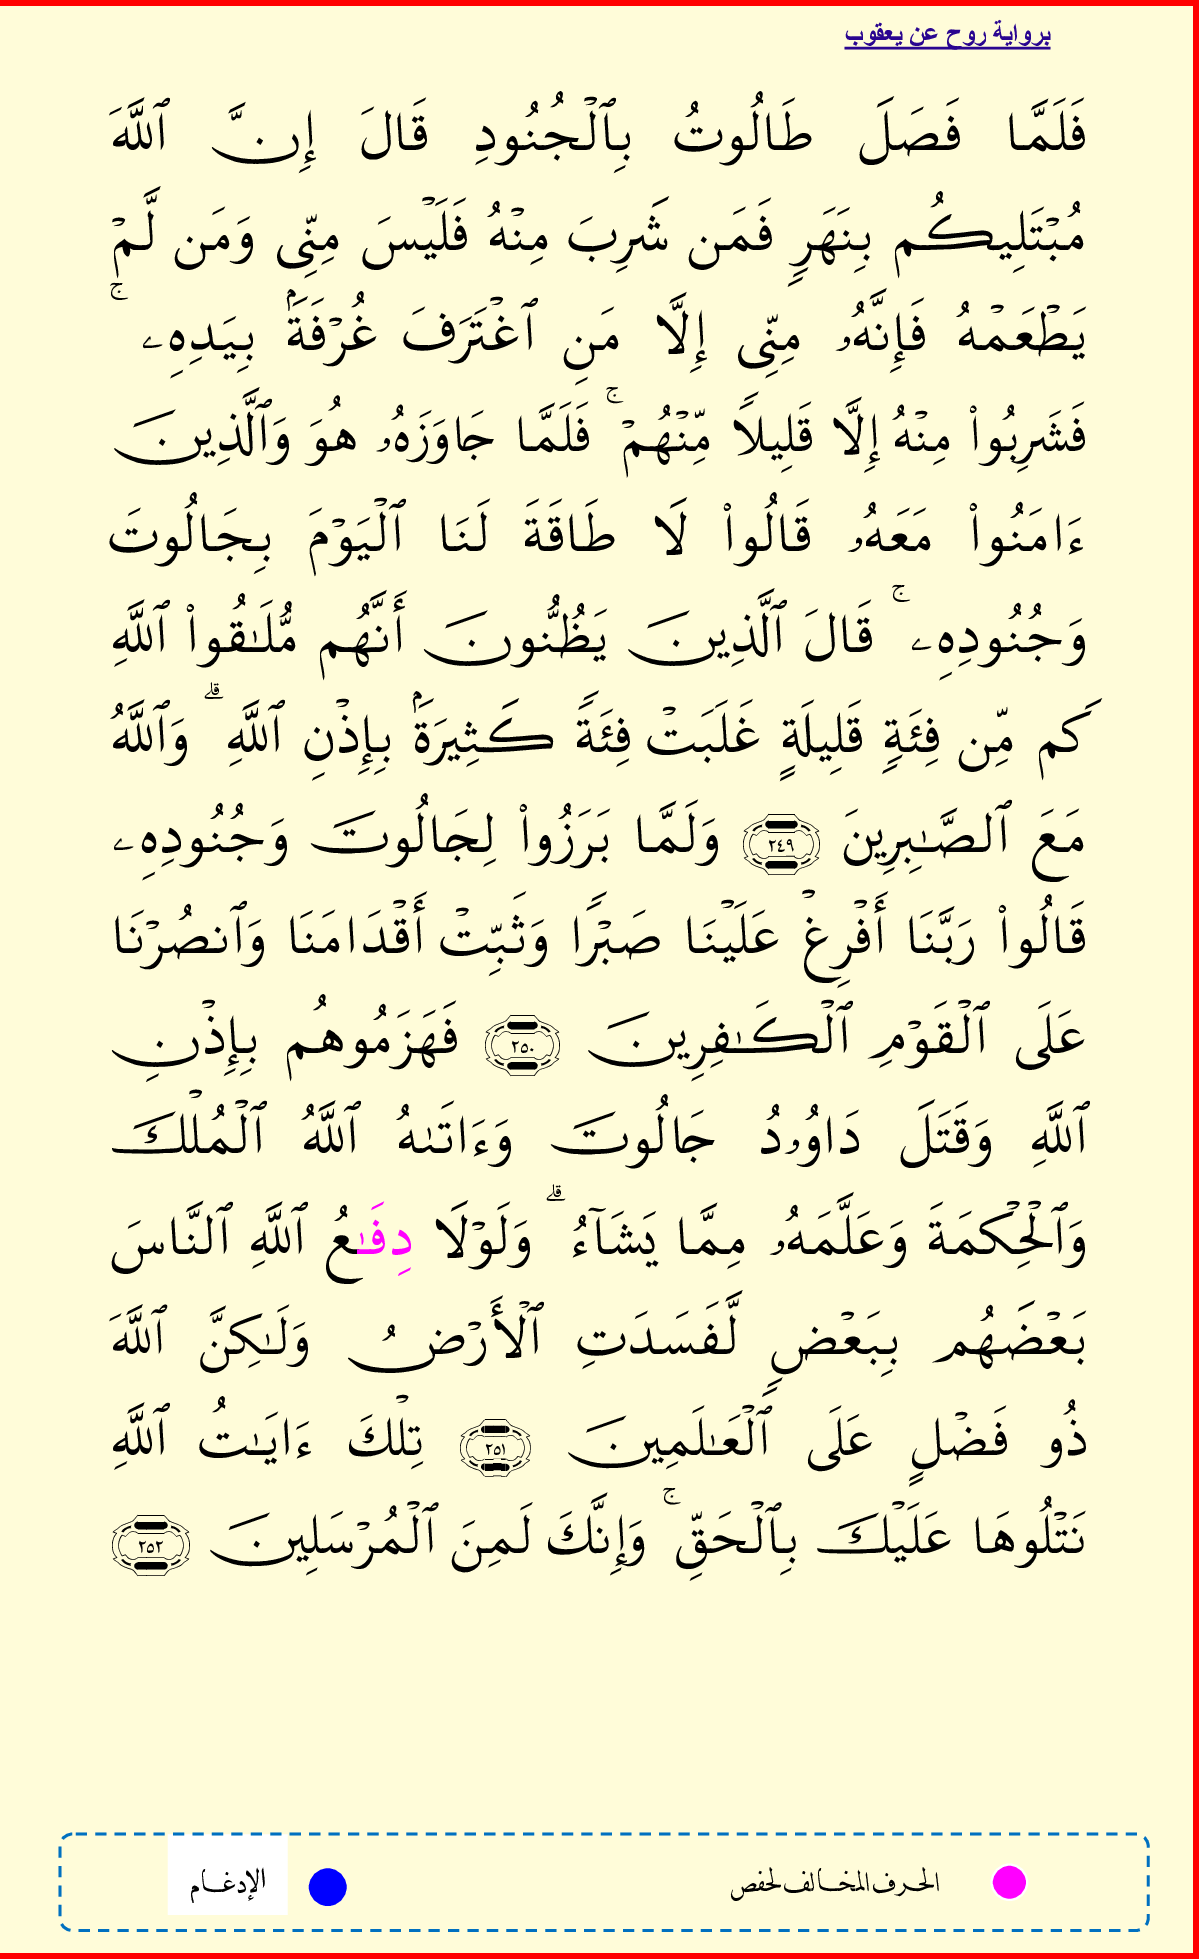 برواية روح عن يعقوب
فَلَمَّا فَصَلَ طَالُوتُ بِٱلْجُنُودِ قَالَ إِنَّ ٱللَّهَ
مُبْتَلِيكُم بِنَهَرٍ فَمَن شَرِبَ مِنْهُ فَلَيْسَ مِنِّى وَمَن لَّمْ
يَطْعَمْهُ فَإِنَّهُۥ مِنِّى إِلَّا مَنِ ٱغْتَرَفَ غُرْفَةَۢ بِيَدِهِۦ ۚ
فَشَرِبُوا۟ مِنْهُ إِلَّا قَلِيلًا مِّنْهُمْ ۚ فَلَمَّا جَاوَزَهُۥ هُوَ وَٱلَّذِينَ
ءَامَنُوا۟ مَعَهُۥ قَالُوا۟ لَا طَاقَةَ لَنَا ٱلْيَوْمَ بِجَالُوتَ
وَجُنُودِهِۦ ۚ قَالَ ٱلَّذِينَ يَظُنُّونَ أَنَّهُم مُّلَـٰقُوا۟ ٱللَّهِ
كَم مِّن فِئَةٍ قَلِيلَةٍ غَلَبَتْ فِئَةً كَثِيرَةَۢ بِإِذْنِ ٱللَّهِ ۗ وَٱللَّهُ
مَعَ ٱلصَّـٰبِرِينَ ٢٤٩ وَلَمَّا بَرَزُوا۟ لِجَالُوتَ وَجُنُودِهِۦ
قَالُوا۟ رَبَّنَا أَفْرِغْ عَلَيْنَا صَبْرًا وَثَبِّتْ أَقْدَامَنَا وَٱنصُرْنَا
عَلَى ٱلْقَوْمِ ٱلْكَـٰفِرِينَ ٢٥٠ فَهَزَمُوهُم بِإِذْنِ
ٱللَّهِ وَقَتَلَ دَاوُۥدُ جَالُوتَ وَءَاتَىٰهُ ٱللَّهُ ٱلْمُلْكَ
وَٱلْحِكْمَةَ وَعَلَّمَهُۥ مِمَّا يَشَآءُ ۗ وَلَوْلَا دِفَـٰعُ ٱللَّهِ ٱلنَّاسَ
بَعْضَهُم بِبَعْضٍ لَّفَسَدَتِ ٱلْأَرْضُ وَلَـٰكِنَّ ٱللَّهَ
ذُو فَضْلٍ عَلَى ٱلْعَـٰلَمِينَ ٢٥١ تِلْكَ ءَايَـٰتُ ٱللَّهِ
نَتْلُوهَا عَلَيْكَ بِٱلْحَقِّ ۚ وَإِنَّكَ لَمِنَ ٱلْمُرْسَلِينَ ٢٥٢
الحرف المخالف لحفص الإدغام